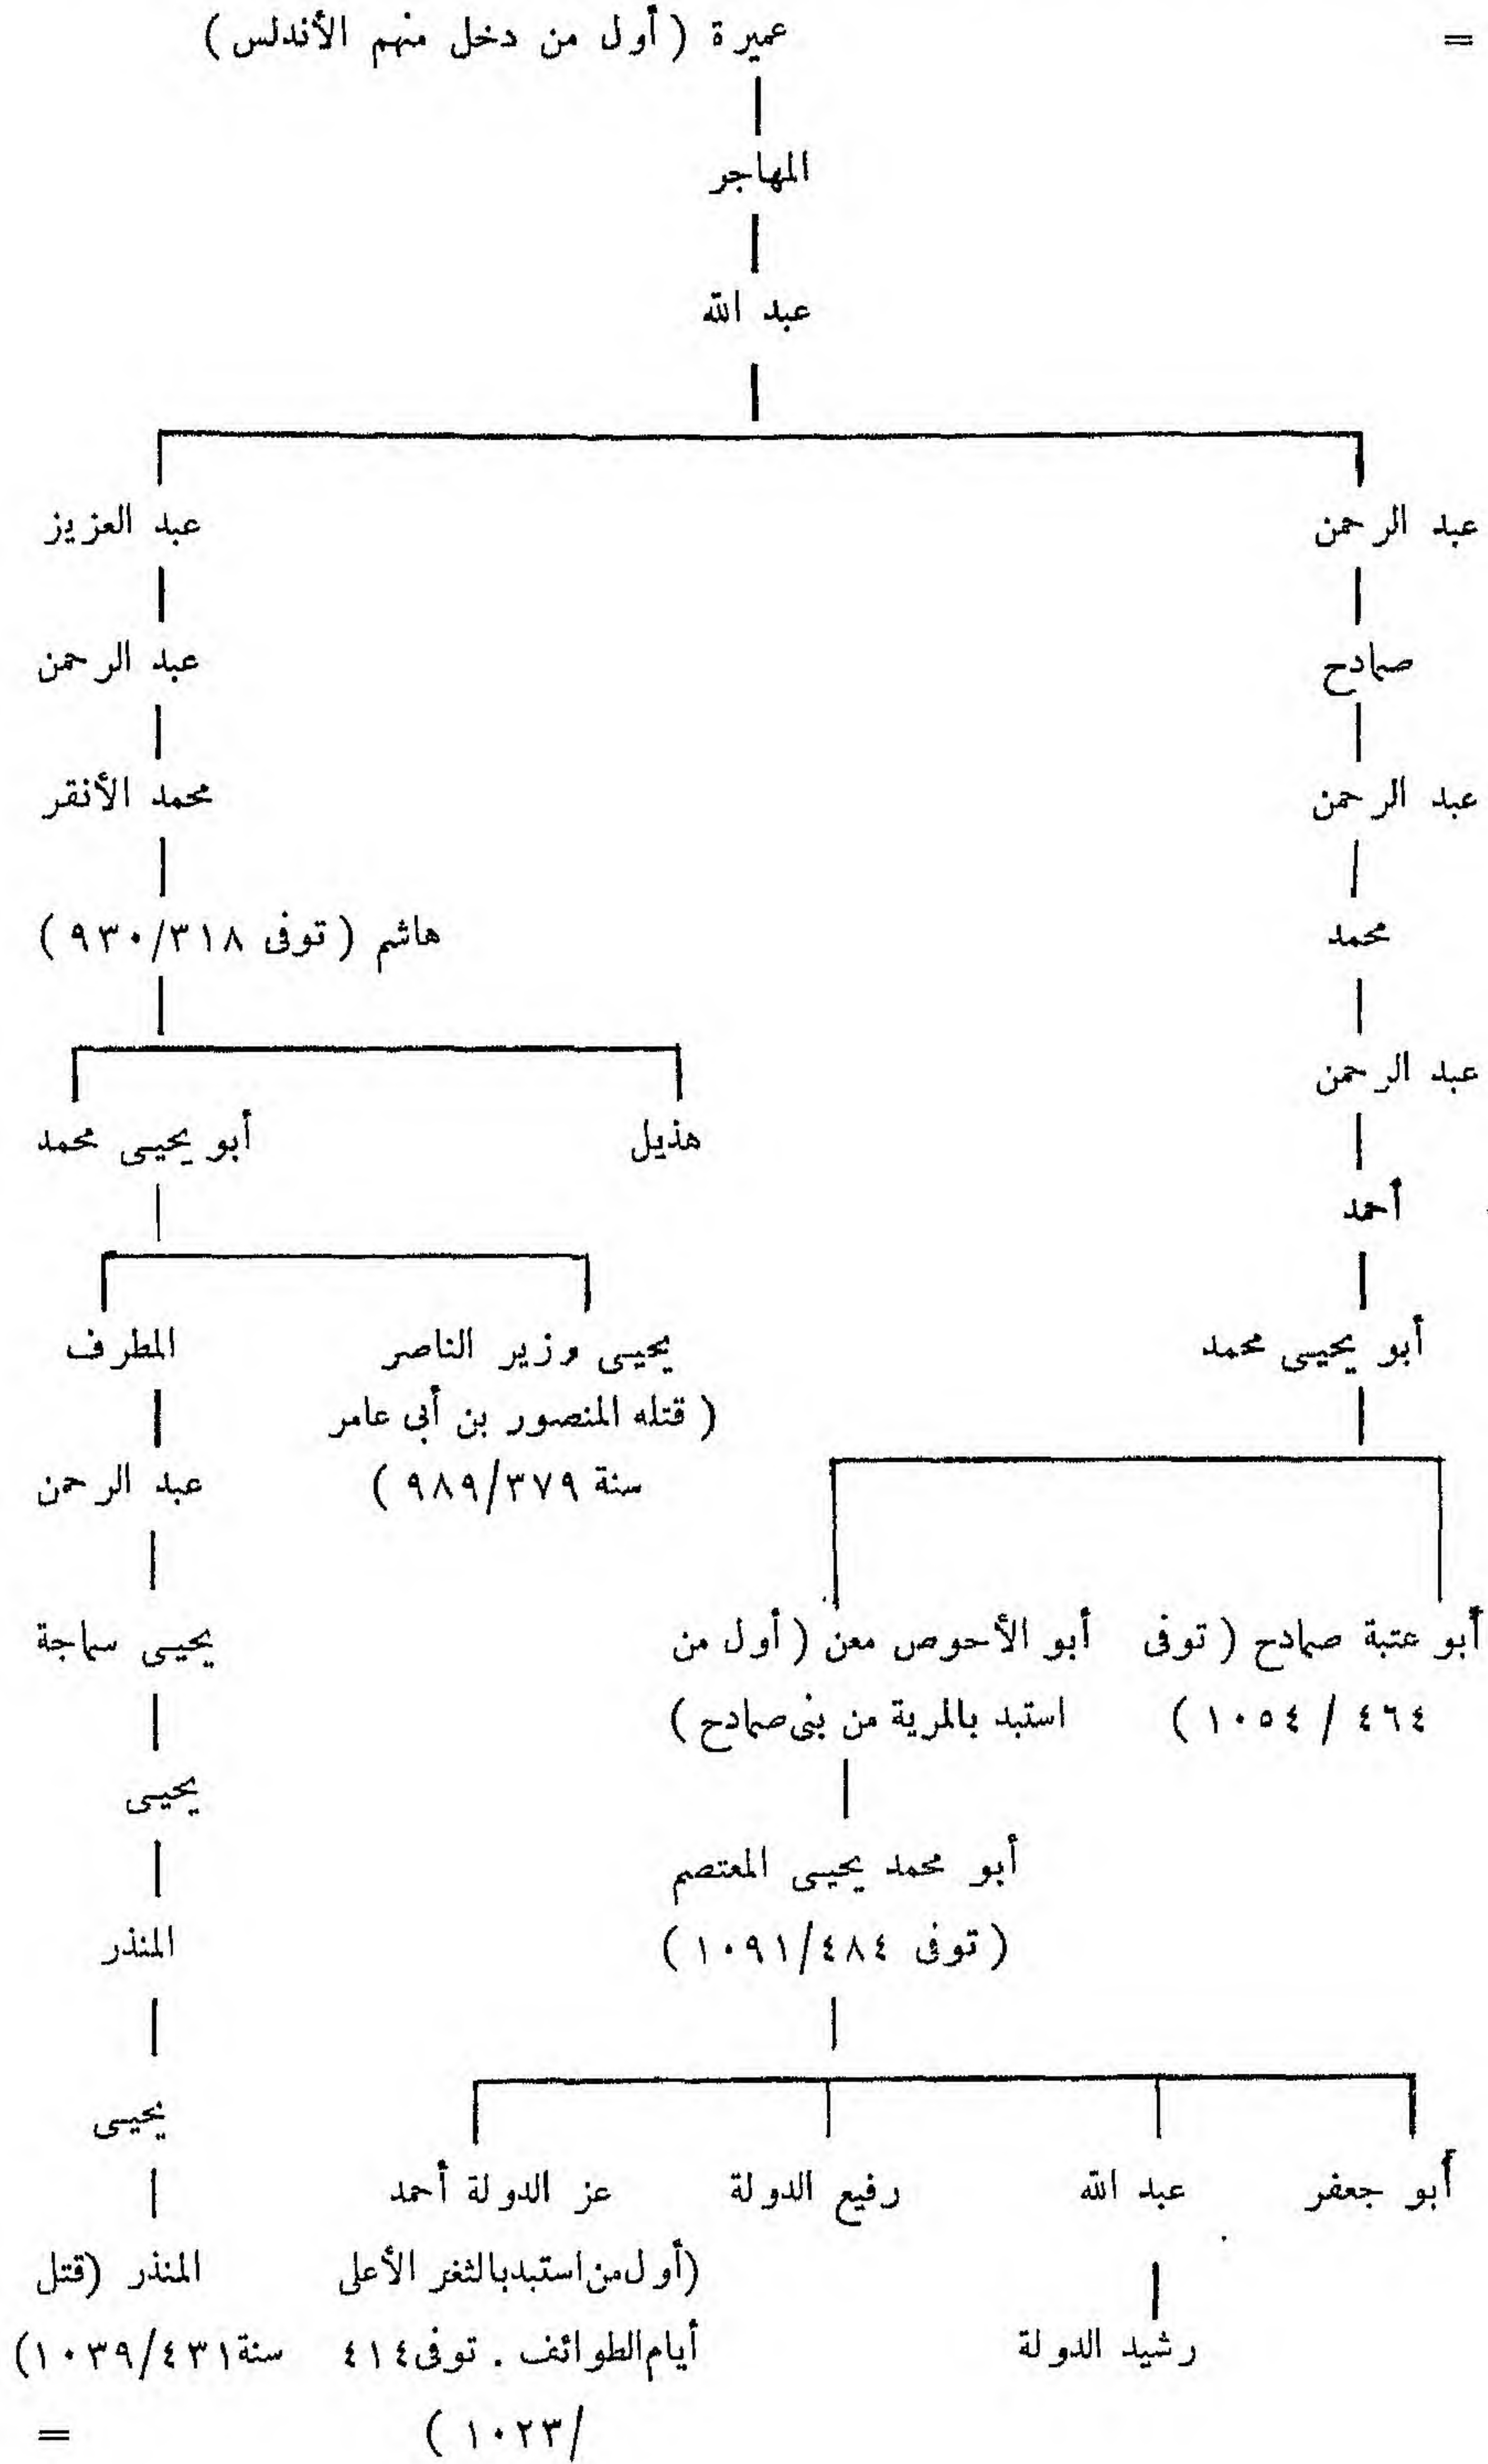 =
عميرة ( أول من دخل منهم الأندلس )
المهاجر
عبد الله
عبد الرحمن عبد العزيز
صمادح عبد الرحمن
عبد الرحمن محمد الأنقر
محمد هاشم ( توفى ٣١٨/٩٣٠ )
عبد الرحمن
هذيل أبو يحيى محمد
أحمد
أبو يحيى محمد يحيى وزير الناصر المطرف
( قتله المنصور بن أبى عامر
سنة ٣٧٩/٩٨٩ ) عبد الرحمن
أبو عتبة صمادح ( توفى أبو الأحوص معن ( أول من يحيى سماجة
٤٦٤ / ١٠٥٤ ) استبد بالمرية من بنى صمادح )
يحيى
أبو محمد يحيى المعتصم
( توفى ٤٨٤/١٠٩١ ) المنذر
يحيى
أبو جعفر عبد الله رفيع الدولة عز الدولة أحمد
(أول من استبد بالثغر الأعلى المنذر (قتل
رشيد الدولة أيام الطوائف . توفى ٤١٤ سنة ٤٣١/١٠٣٩)
/١٠٢٣ )
=